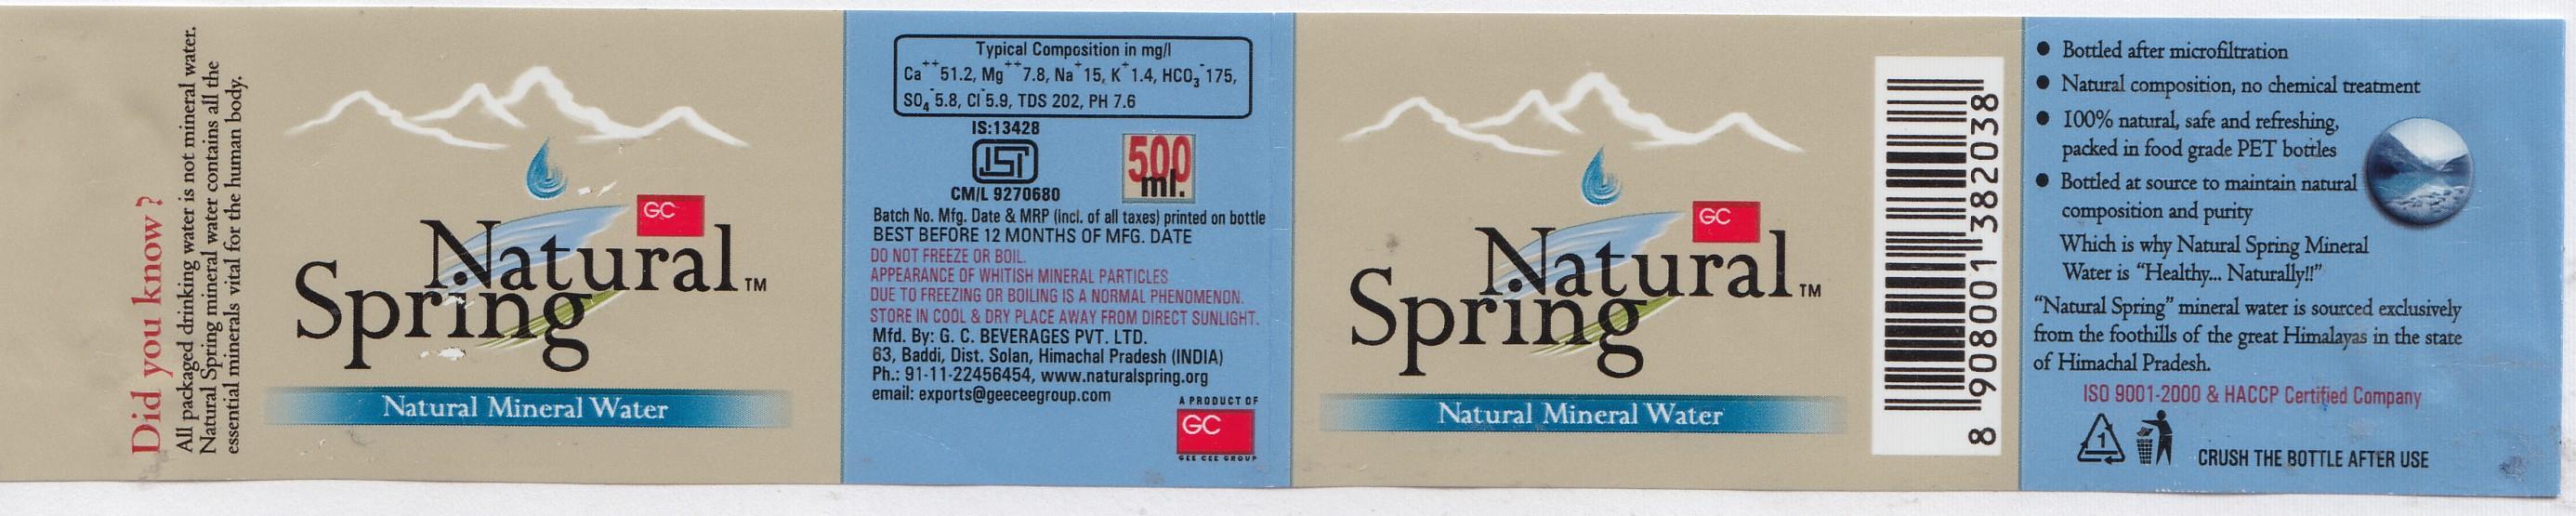 Did you know?
All packaged drinking water is not mineral water.
Natural Spring mineral water contains all the
essential minerals vital for the human body.
GC
Natural
Spring TM
Natural Mineral Water
Typical Composition in mg/l
Ca++51.2, Mg++7.8, Na+15, K+1.4, HCO3-175,
SO4-5.8, Cl-5.9, TDS 202, PH 7.6
IS:13428
ISI
CM/L 9270680
500
ml.
Batch No. Mfg. Date & MRP (incl. of all taxes) printed on bottle
BEST BEFORE 12 MONTHS OF MFG. DATE
DO NOT FREEZE OR BOIL.
APPEARANCE OF WHITISH MINERAL PARTICLES
DUE TO FREEZING OR BOILING IS A NORMAL PHENOMENON.
STORE IN COOL & DRY PLACE AWAY FROM DIRECT SUNLIGHT.
Mfd. By: G. C. BEVERAGES PVT. LTD.
63, Baddi, Dist. Solan, Himachal Pradesh (INDIA)
Ph.: 91-11-22456454, www.naturalspring.org
email: exports@geeceegroup.com
A PRODUCT OF
GC
GEE CEE GROUP
GC
Natural
Spring TM
Natural Mineral Water
8 908001 382038
• Bottled after microfiltration
• Natural composition, no chemical treatment
• 100% natural, safe and refreshing,
packed in food grade PET bottles
• Bottled at source to maintain natural
composition and purity
Which is why Natural Spring Mineral
Water is “Healthy... Naturally!!”
“Natural Spring” mineral water is sourced exclusively
from the foothills of the great Himalayas in the state
of Himachal Pradesh.
ISO 9001-2000 & HACCP Certified Company
1
CRUSH THE BOTTLE AFTER USE